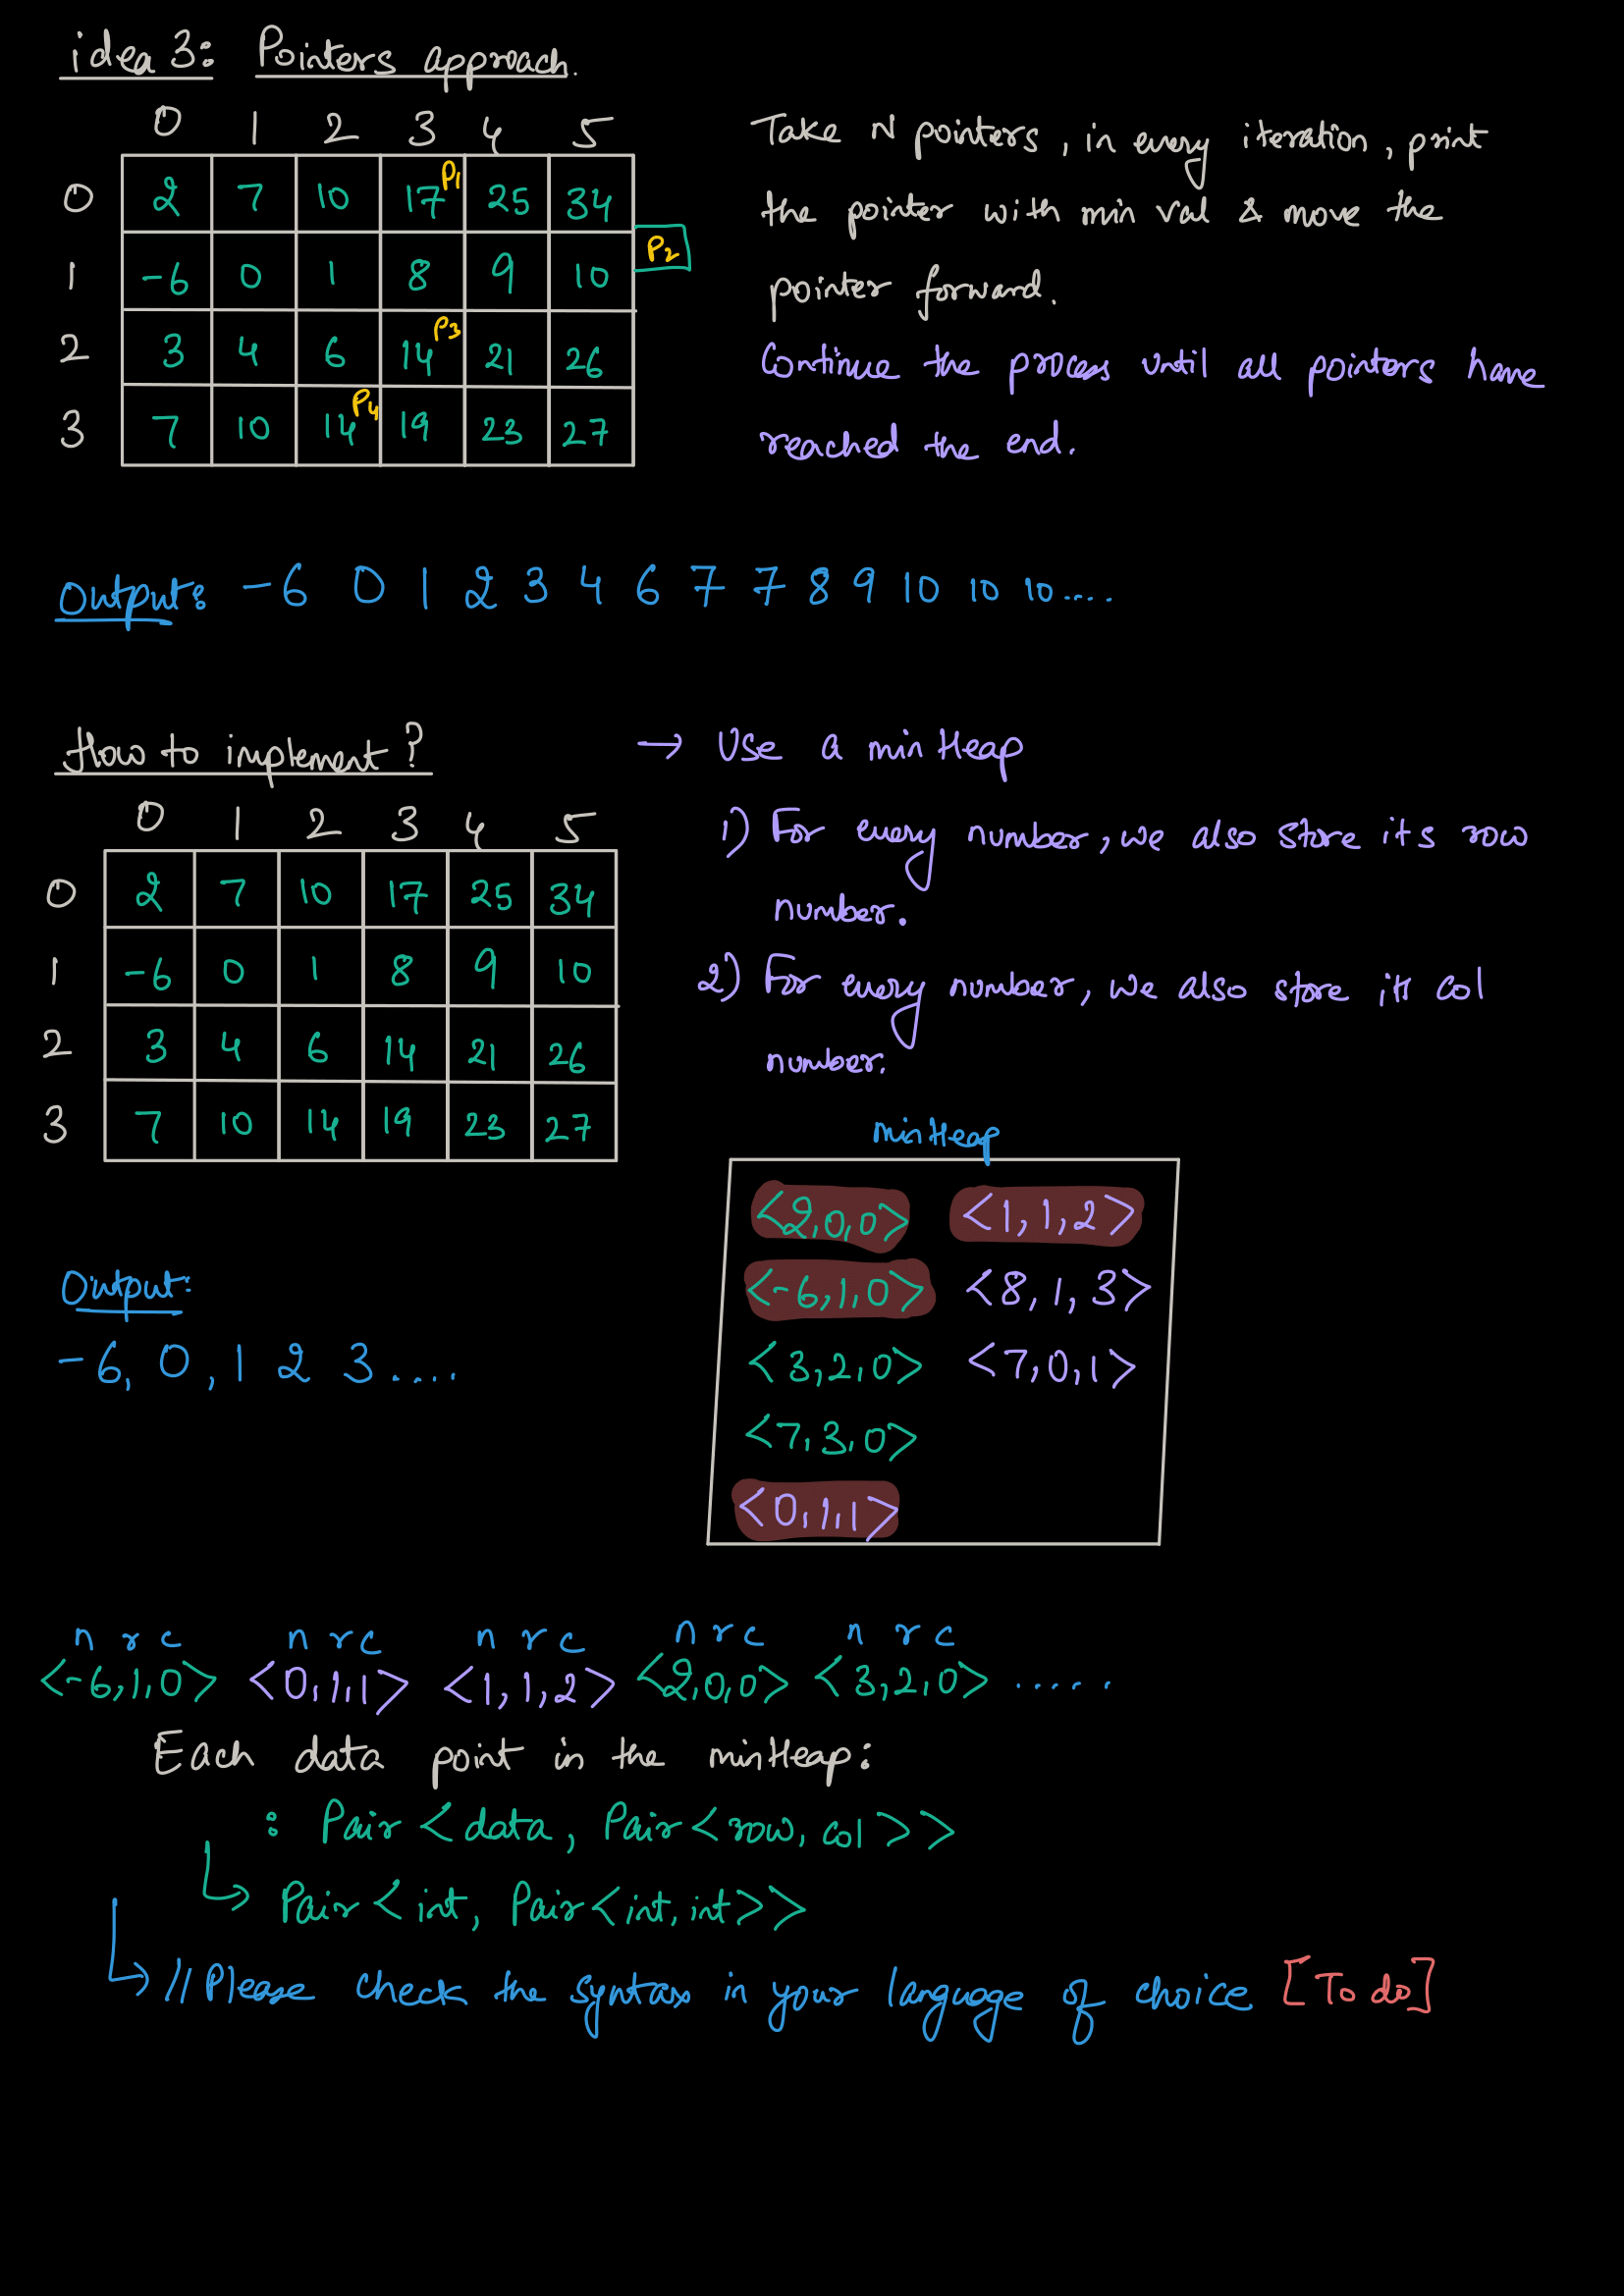 idea 3: Pointers approach.
0 1 2 3 4 5
0 2 7 10 17 P1 25 34
1 -6 0 1 8 9 10 P2
2 3 4 6 14 P3 21 26
3 7 10 14 P4 19 23 27
Take N pointers, in every iteration, print
the pointer with min val & move the
pointer forward.
Continue the process until all pointers have
reached the end.
Output: -6 0 1 2 3 4 6 7 7 8 9 10 10 10....
How to implement?
0 1 2 3 4 5
0 2 7 10 17 25 34
1 -6 0 1 8 9 10
2 3 4 6 14 21 26
3 7 10 14 19 23 27
→ Use a minHeap
1) For every number, we also store its row
number.
2) For every number, we also store its col
number.
minHeap
<2,0,0> <1,1,2>
<-6,1,0> <8,1,3>
<3,2,0> <7,0,1>
<7,3,0>
<0,1,1>
Output:
-6, 0, 1 2 3....
n r c n r c n r c n r c n r c
<-6,1,0> <0,1,1> <1,1,2> <2,0,0> <3,2,0> .....
Each data point in the minHeap:
: Pair<data, Pair<row, col>>
Pair<int, Pair<int, int>>
// Please check the syntax in your language of choice [To do]